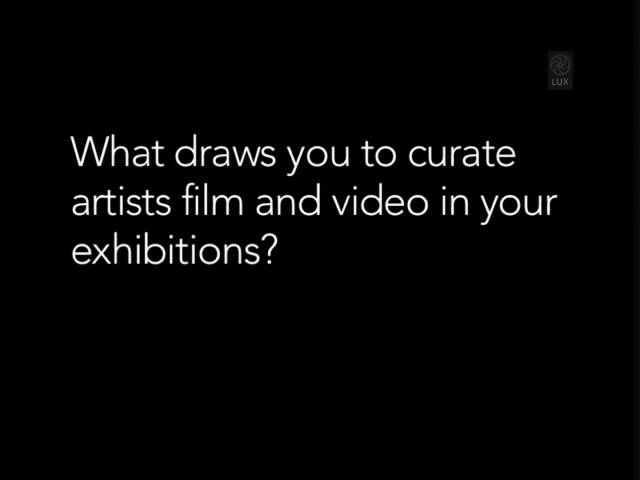 LUX
What draws you to curate
artists film and video in your
exhibitions?